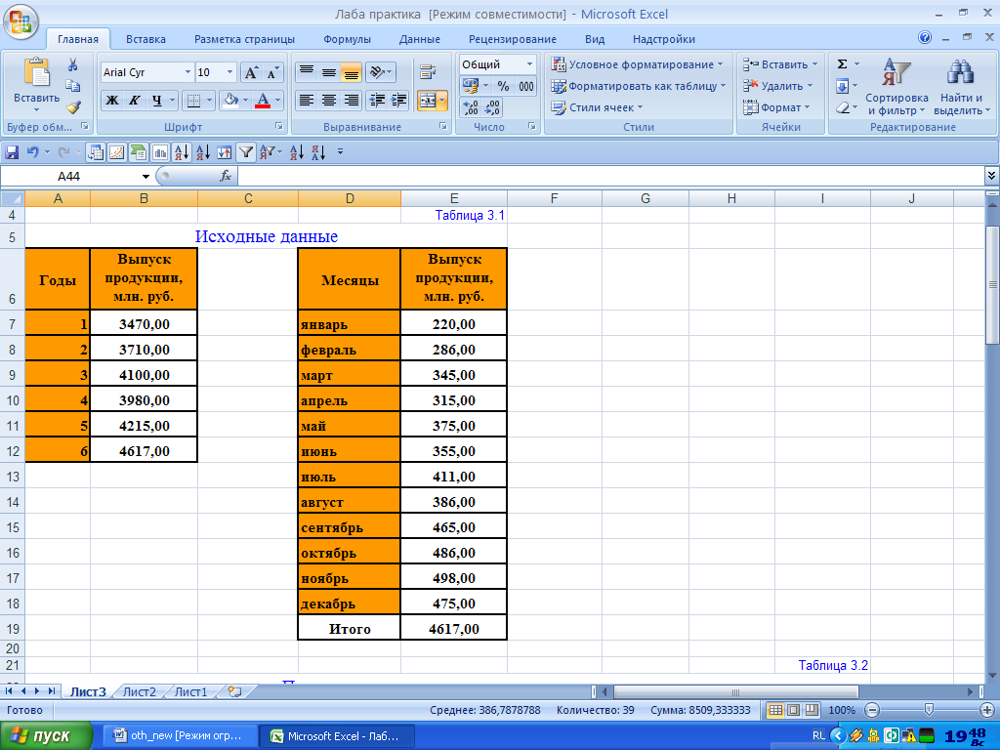 Лаба практика [Режим совместимости] - Microsoft Excel
Главная Вставка Разметка страницы Формулы Данные Рецензирование Вид Надстройки
Вставить
Буфер обм...
Arial Cyr 10
Ж К Ч
Шрифт
Выравнивание
Общий
% 000
Число
Условное форматирование
Форматировать как таблицу
Стили ячеек
Стили
Вставить
Удалить
Формат
Ячейки
Сортировка и фильтр
Найти и выделить
Редактирование
A44 fx
A B C D E F G H I J
4 Таблица 3.1
5 Исходные данные
6 Годы Выпуск продукции, млн. руб. Месяцы Выпуск продукции, млн. руб.
7 1 3470,00 январь 220,00
8 2 3710,00 февраль 286,00
9 3 4100,00 март 345,00
10 4 3980,00 апрель 315,00
11 5 4215,00 май 375,00
12 6 4617,00 июнь 355,00
13 июль 411,00
14 август 386,00
15 сентябрь 465,00
16 октябрь 486,00
17 ноябрь 498,00
18 декабрь 475,00
19 Итого 4617,00
20
21 Таблица 3.2
Лист3 Лист2 Лист1
Готово Среднее: 386,7878788 Количество: 39 Сумма: 8509,333333 100%
пуск oth_new [Режим огр... Microsoft Excel - Лаб... RL 19 48 Вс